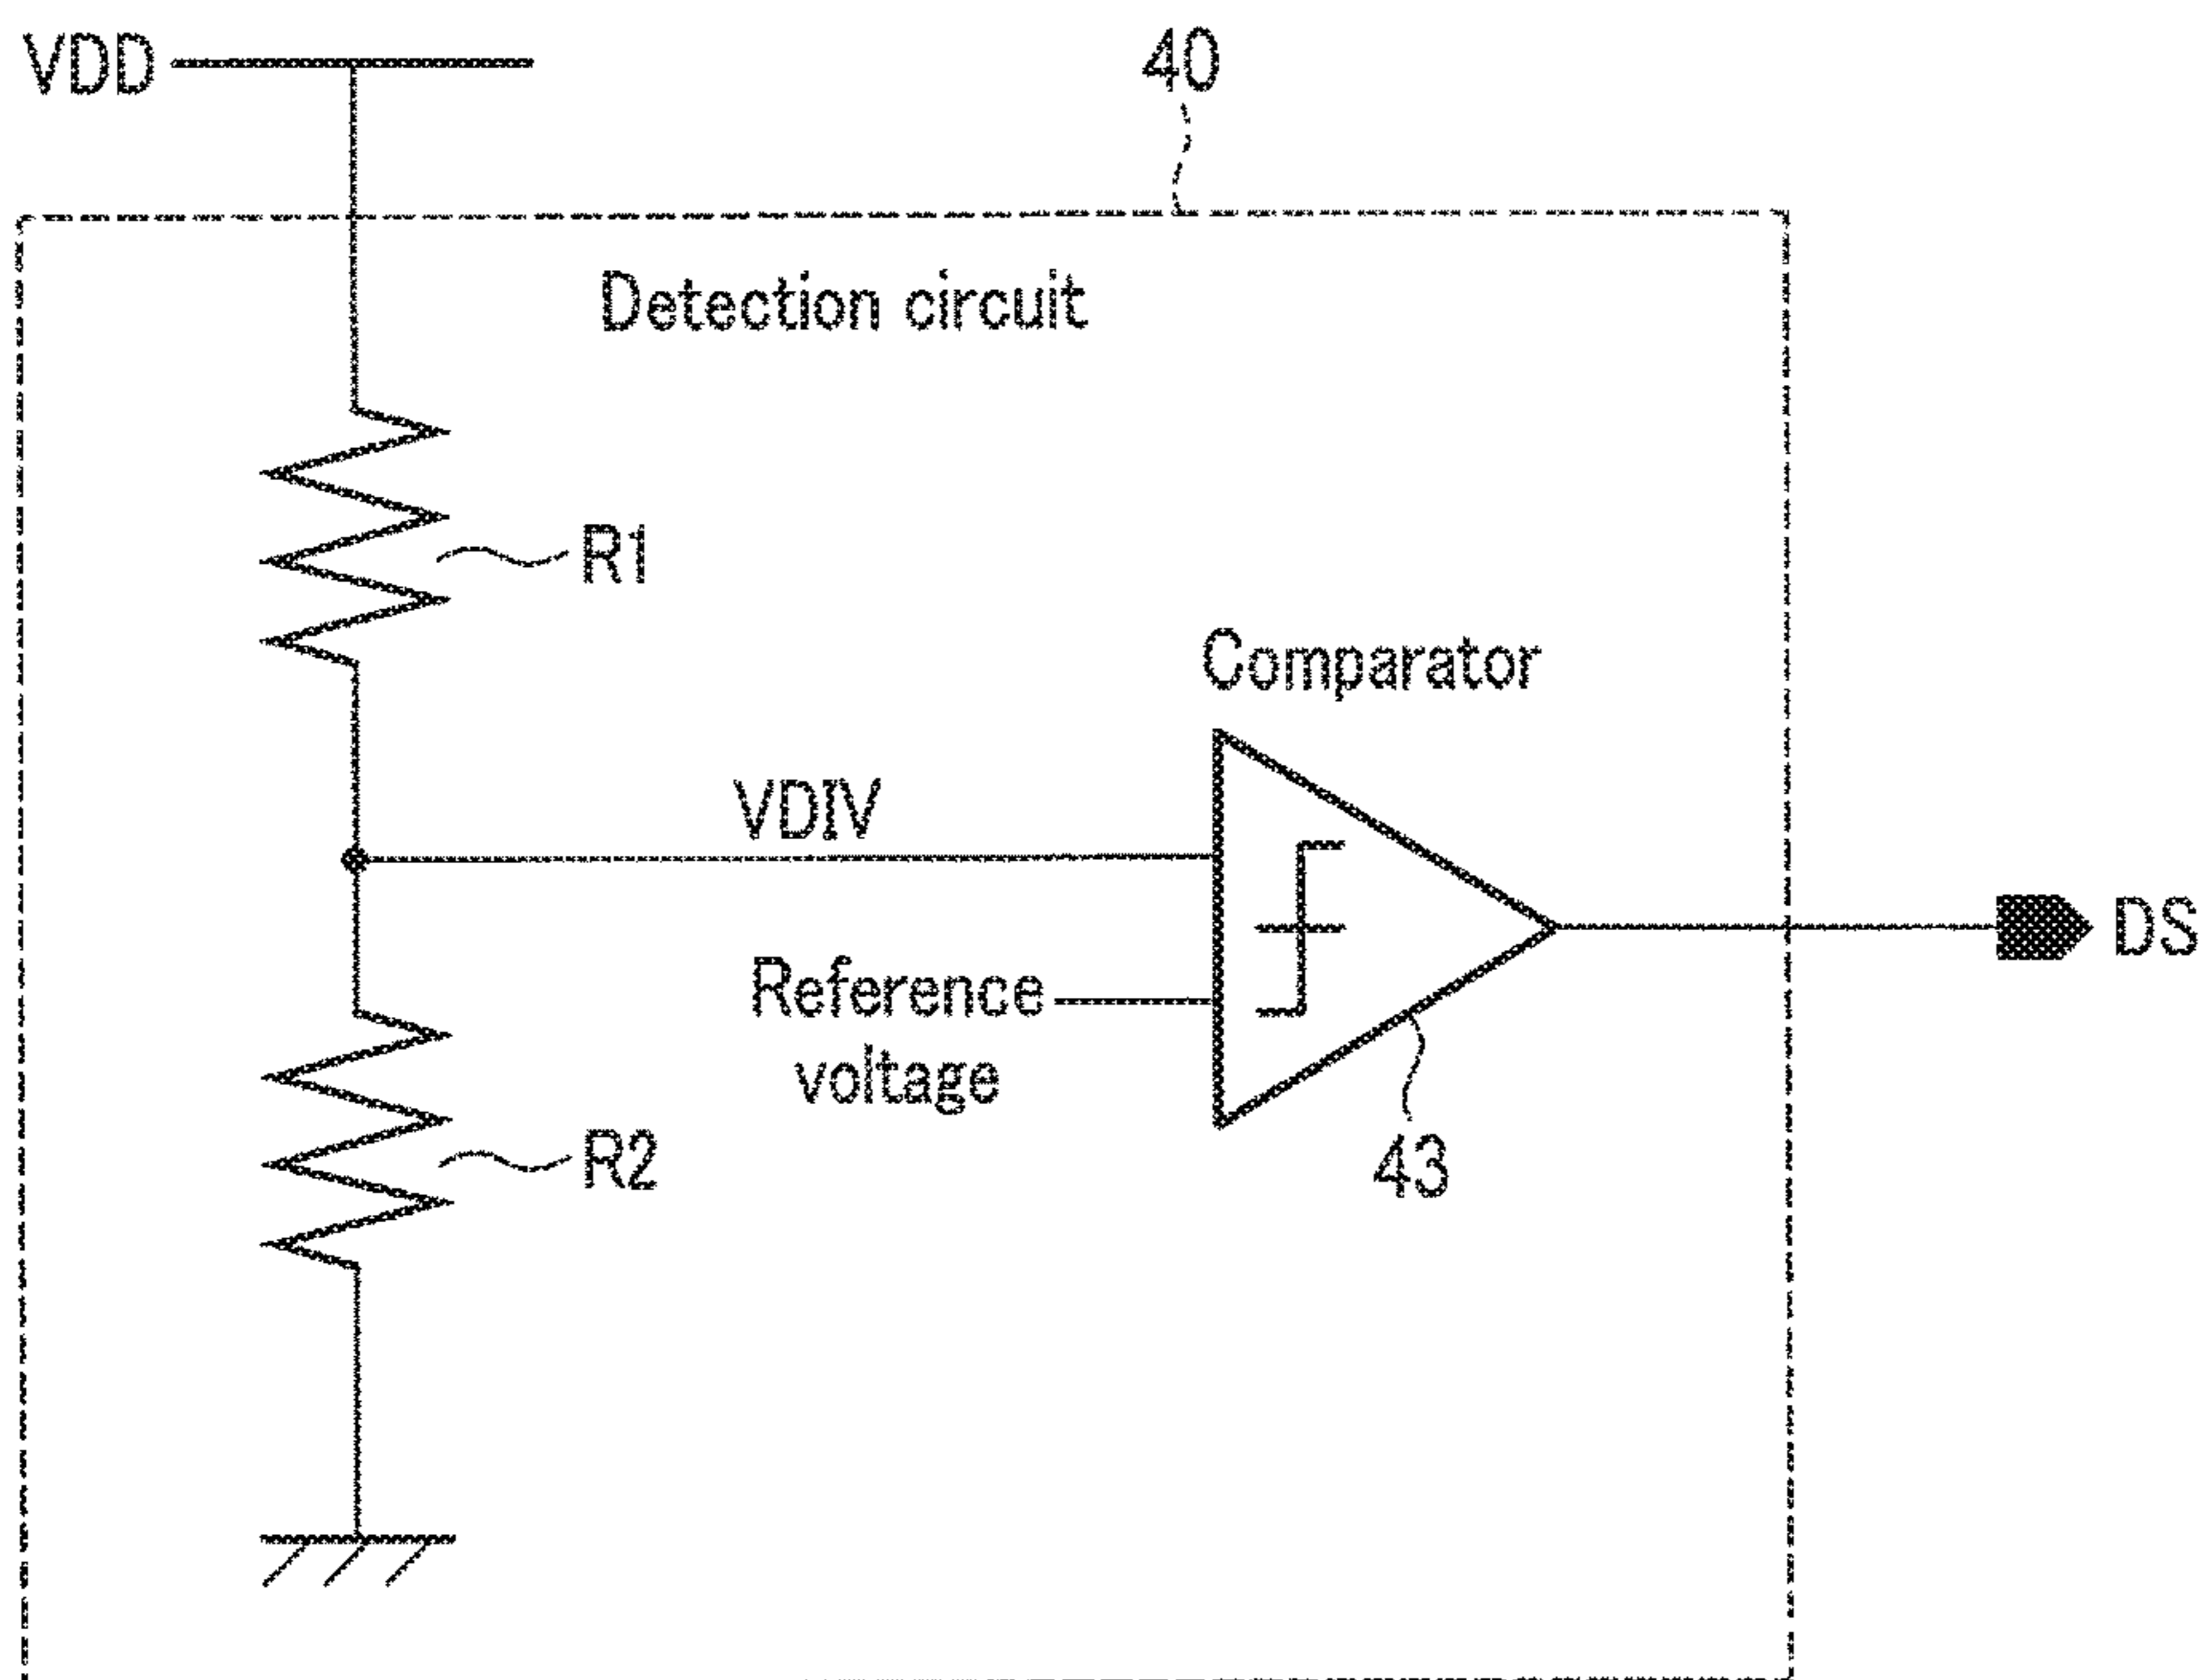 VDD
40
Detection circuit
R1
Comparator
VDIV
DS
Reference
voltage
R2
43